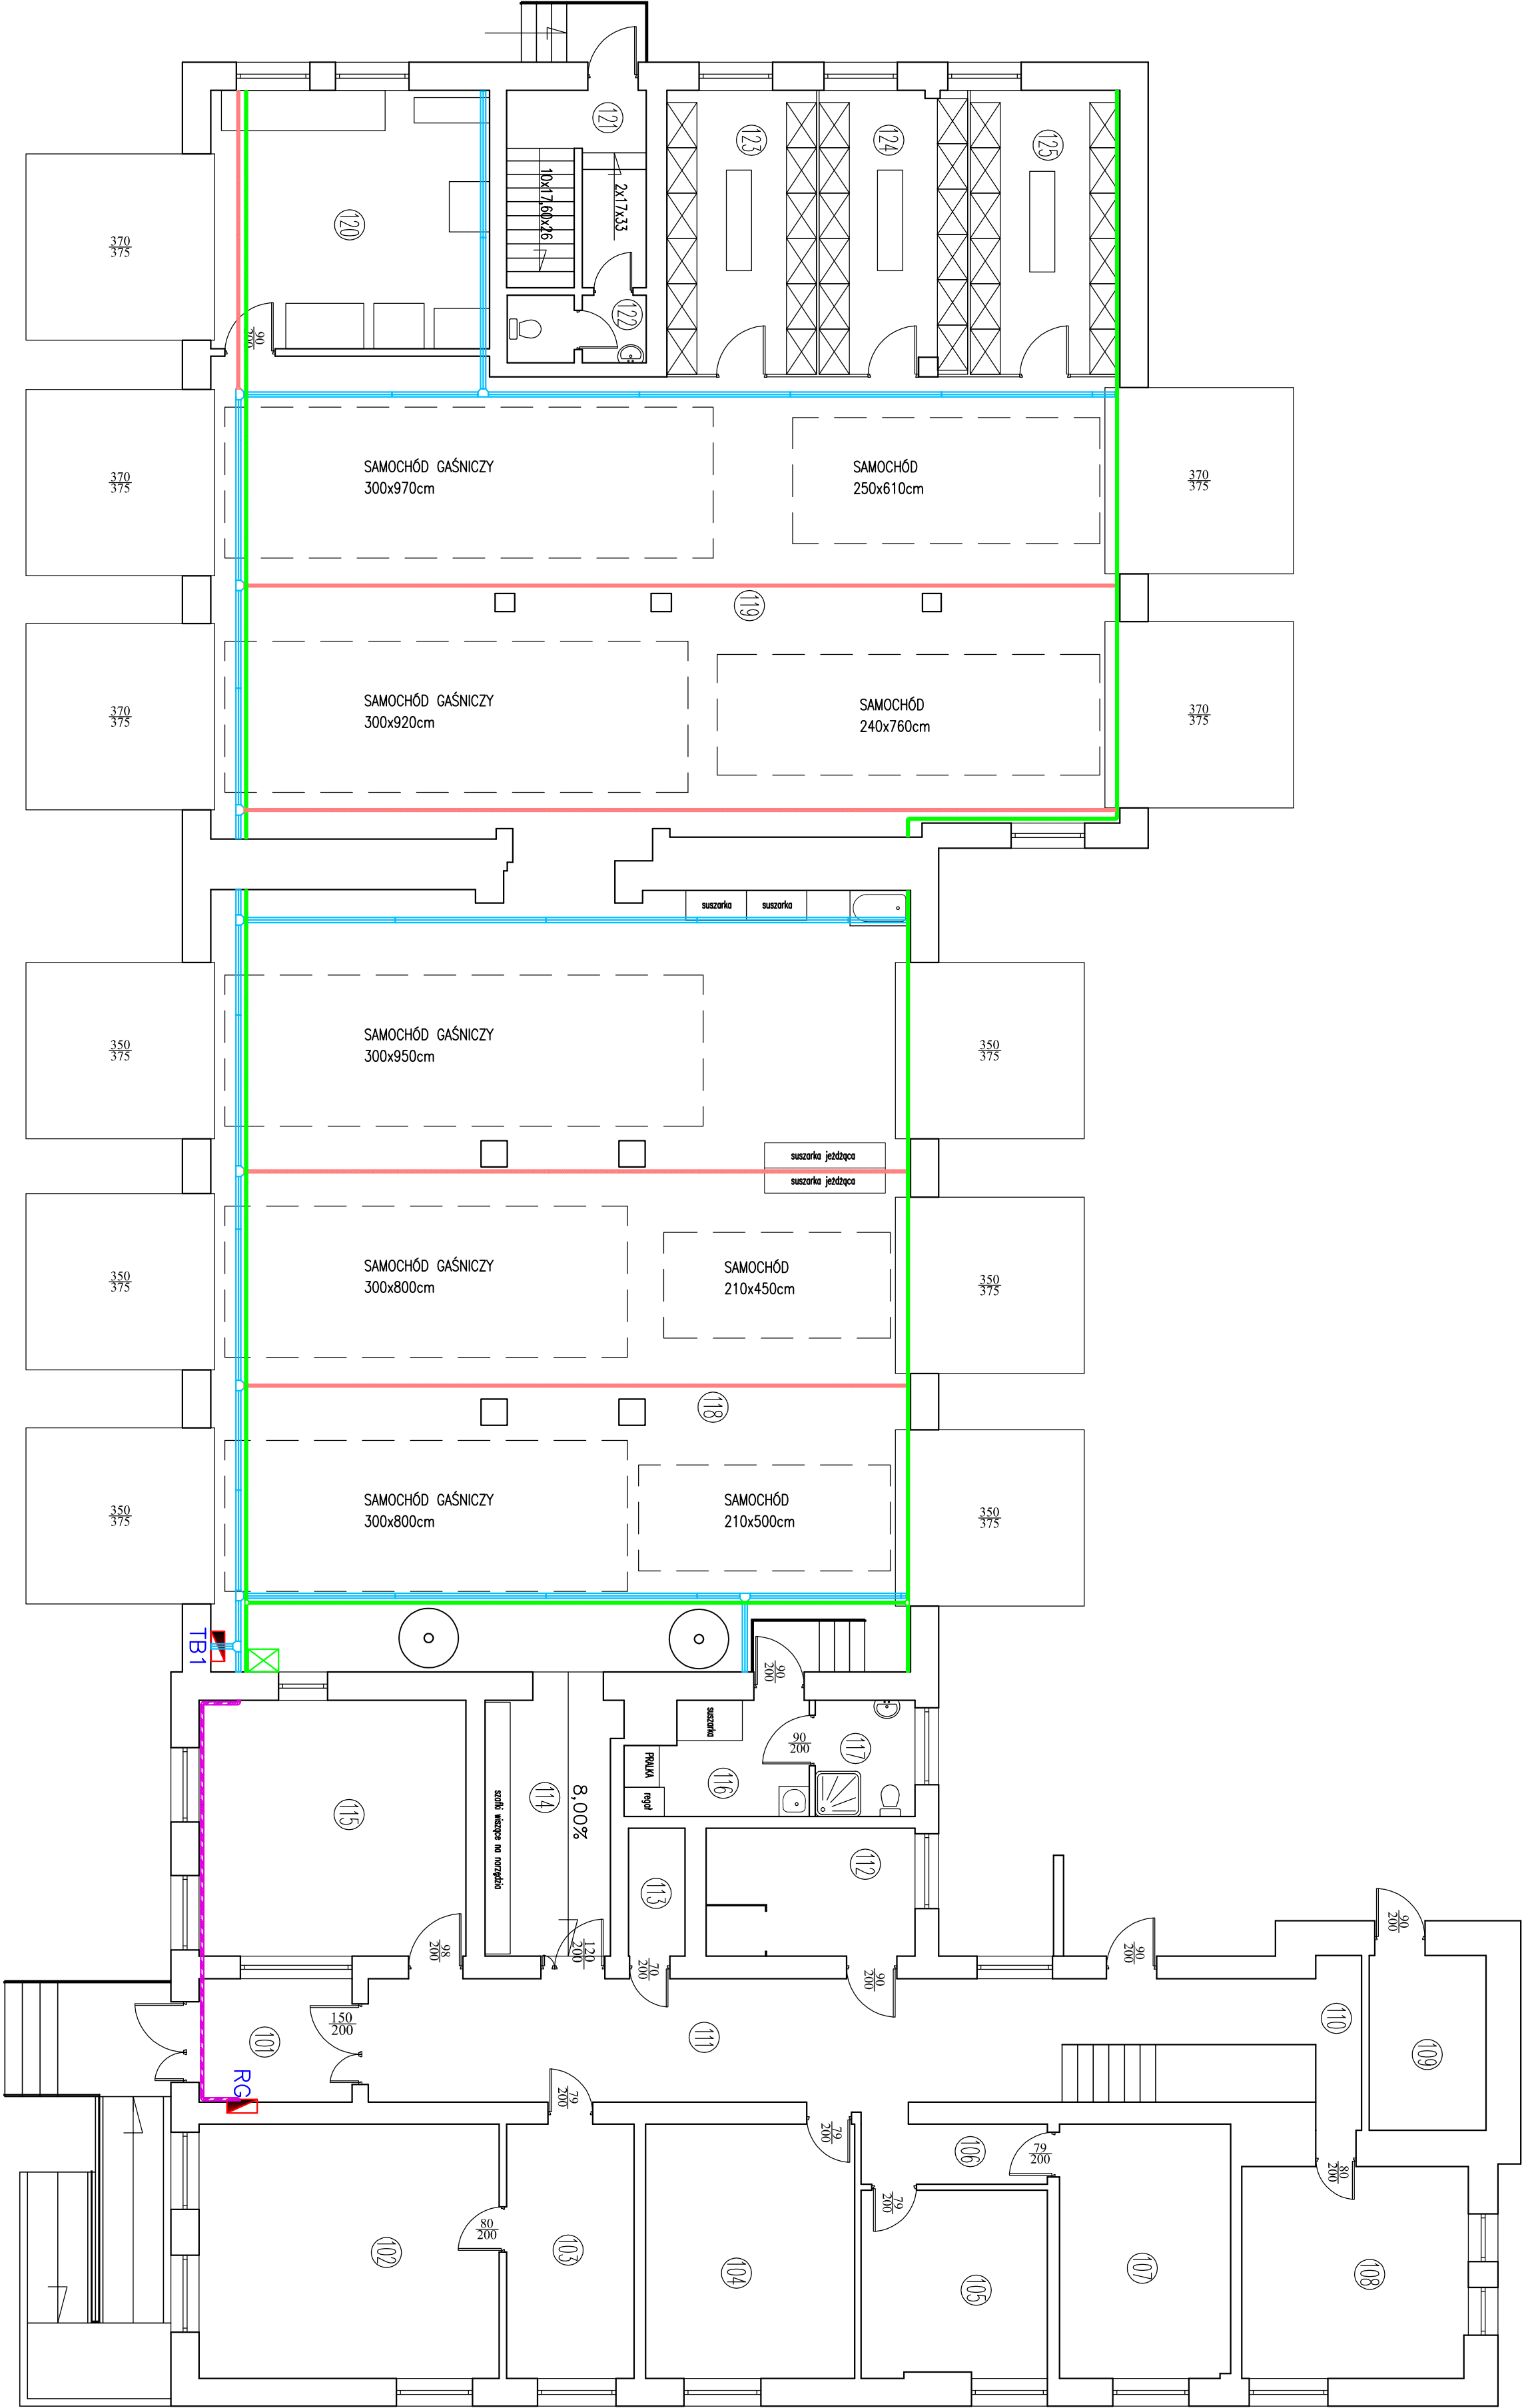 121
123
124
125
10x17,60x26
2x17x33
120
122
370
375
90
200
370
375
SAMOCHÓD GAŚNICZY
300x970cm
SAMOCHÓD
250x610cm
370
375
119
370
375
SAMOCHÓD GAŚNICZY
300x920cm
SAMOCHÓD
240x760cm
370
375
suszarka
suszarka
350
375
SAMOCHÓD GAŚNICZY
300x950cm
350
375
suszarka jeżdżąca
suszarka jeżdżąca
350
375
SAMOCHÓD GAŚNICZY
300x800cm
SAMOCHÓD
210x450cm
350
375
118
350
375
SAMOCHÓD GAŚNICZY
300x800cm
SAMOCHÓD
210x500cm
350
375
TB1
90
200
suszarka
90
200
117
PRALKA
regał
116
115
114
8,00%
szafki wiszące na narzędzia
113
112
98
200
120
200
70
200
90
200
90
200
90
200
101
150
200
111
110
109
RG
79
200
79
200
106
79
200
80
200
79
200
102
80
200
103
104
105
107
108